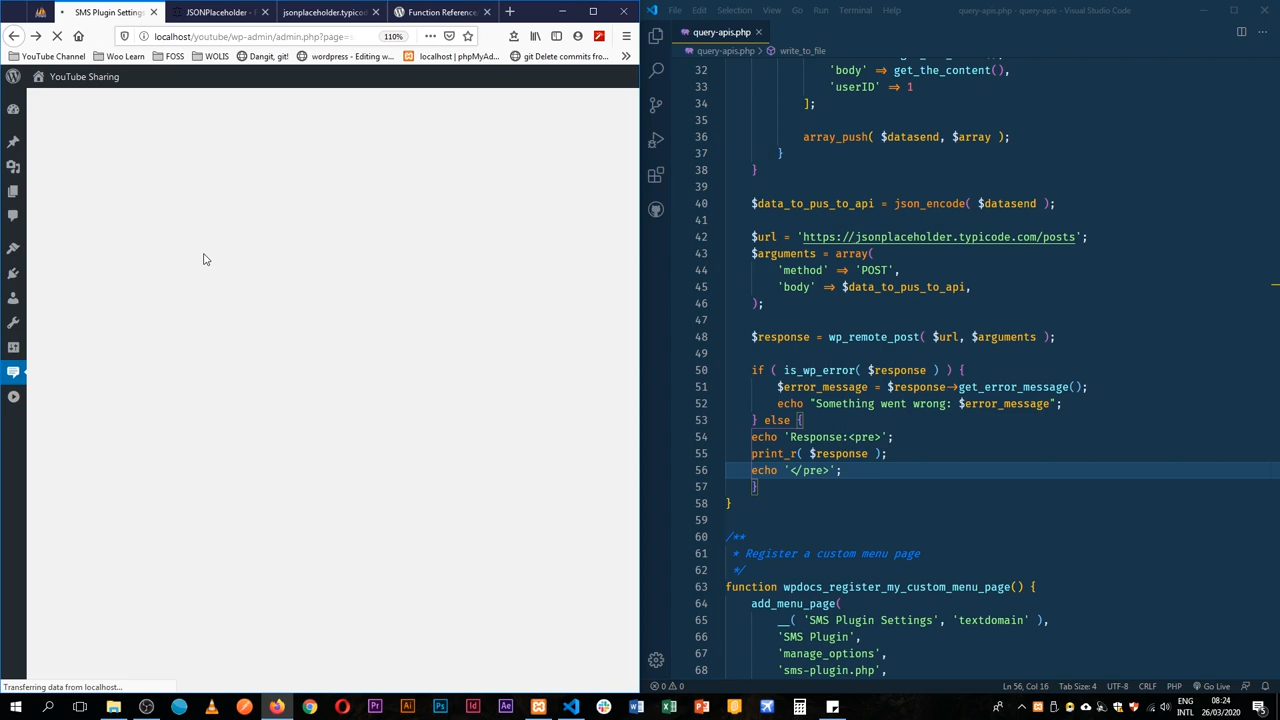 SMS Plugin Settings
JSONPlaceholder - F
jsonplaceholder.typicod
Function Reference
File Edit Selection View Go Run Terminal Help
query-apis.php - query-apis - Visual Studio Code
localhost/youtube/wp-admin/admin.php?page=s
110%
query-apis.php
YouTube Channel
Woo Learn
FOSS
WOLIS
Dangit, git!
wordpress - Editing w...
localhost | phpMyAd...
git Delete commits fro...
query-apis.php > write_to_file
YouTube Sharing
32 'body' => get_the_content(),
33 'userID' => 1
34 ];
35
36 array_push( $datasend, $array );
37 }
38 }
39
40 $data_to_pus_to_api = json_encode( $datasend );
41
42 $url = 'https://jsonplaceholder.typicode.com/posts';
43 $arguments = array(
44 'method' => 'POST',
45 'body' => $data_to_pus_to_api,
46 );
47
48 $response = wp_remote_post( $url, $arguments );
49
50 if ( is_wp_error( $response ) ) {
51 $error_message = $response->get_error_message();
52 echo "Something went wrong: $error_message";
53 } else {
54 echo 'Response:<pre>';
55 print_r( $response );
56 echo '</pre>';
57 }
58 }
59
60 /**
61 * Register a custom menu page
62 */
63 function wpdocs_register_my_custom_menu_page() {
64 add_menu_page(
65 __( 'SMS Plugin Settings', 'textdomain' ),
66 'SMS Plugin',
67 'manage_options',
68 'sms-plugin.php',
Transferring data from localhost...
0 0
Ln 56, Col 16
Tab Size: 4
UTF-8
CRLF
PHP
Go Live
ENG
INTL
08:24
26/03/2020